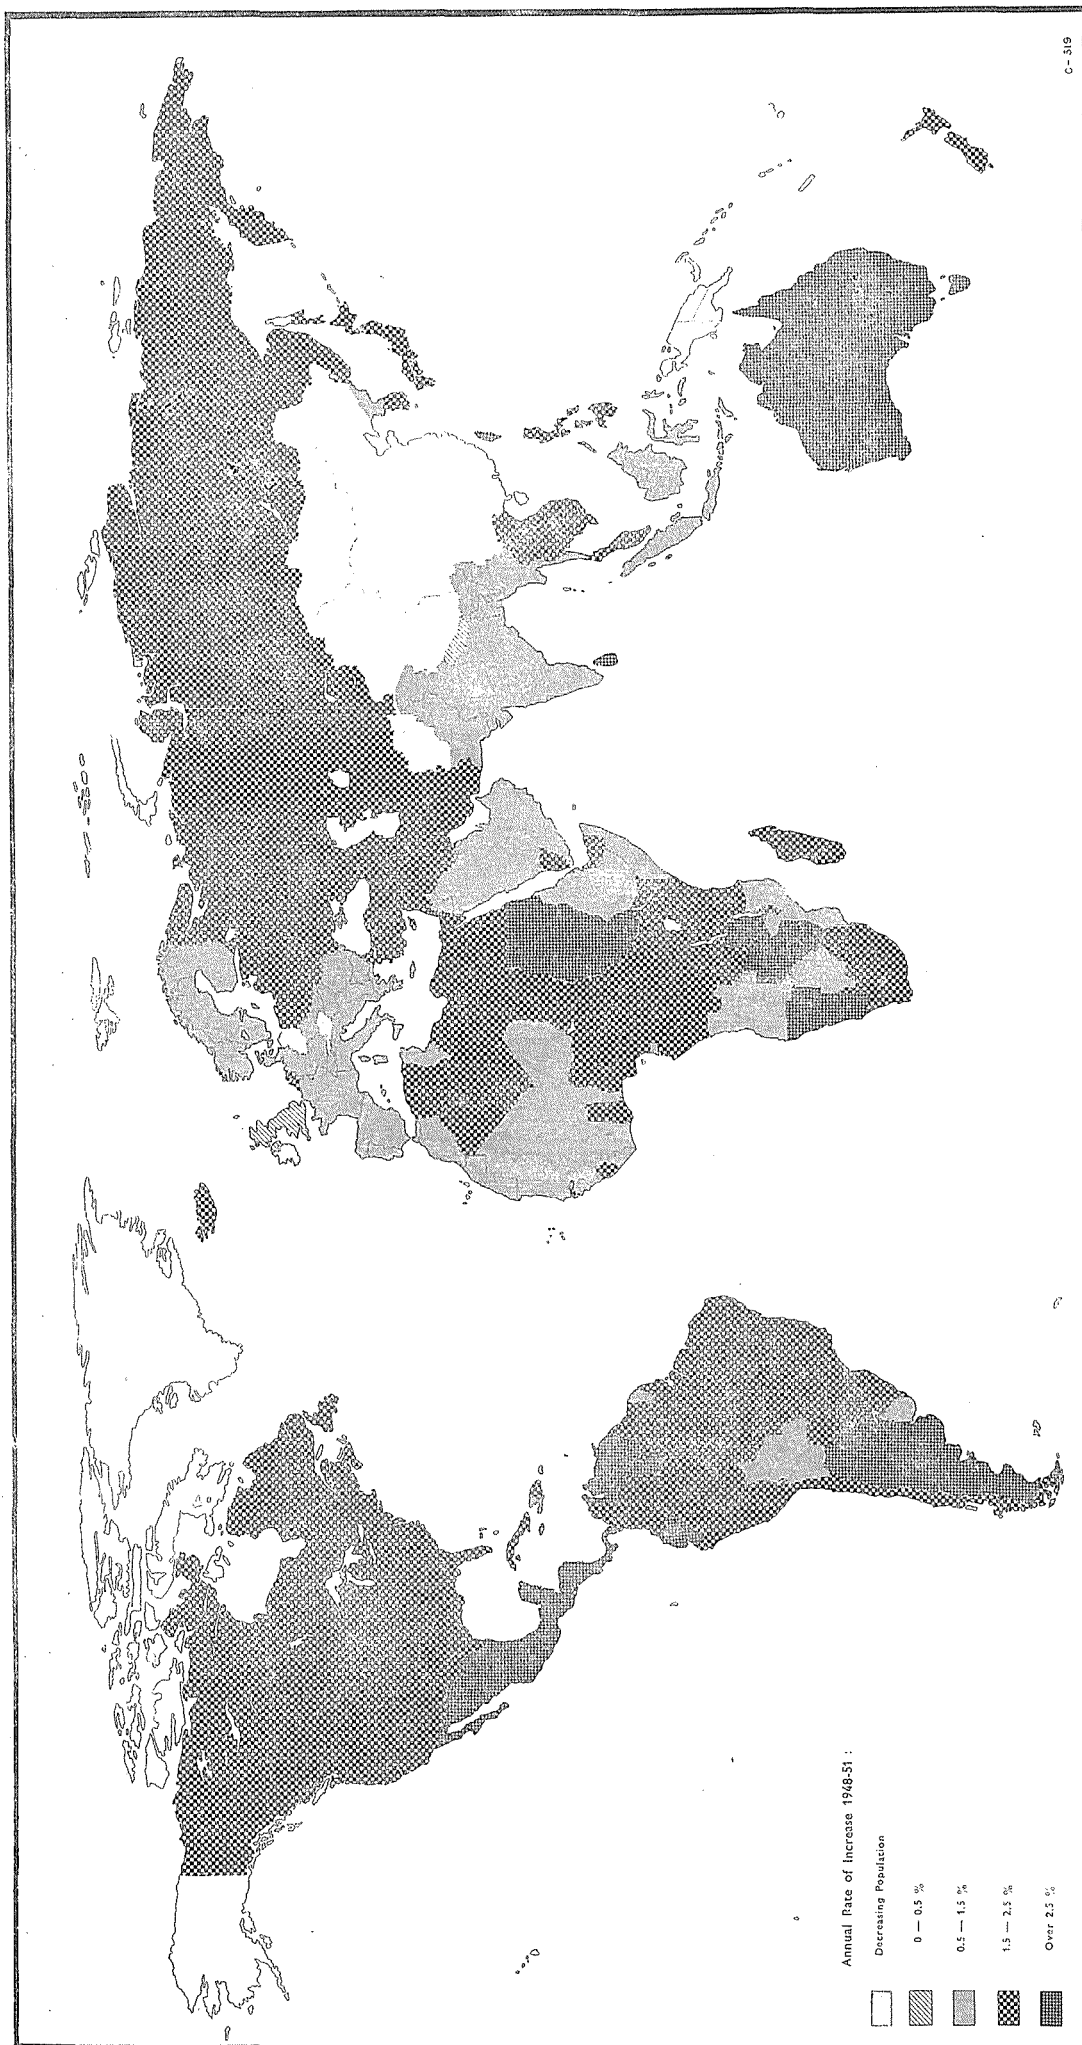 C-319
Annual Rate of Increase 1948-51 :
Decreasing Population
0 — 0.5 %
0.5 — 1.5 %
1.5 — 2.5 %
Over 2.5 %